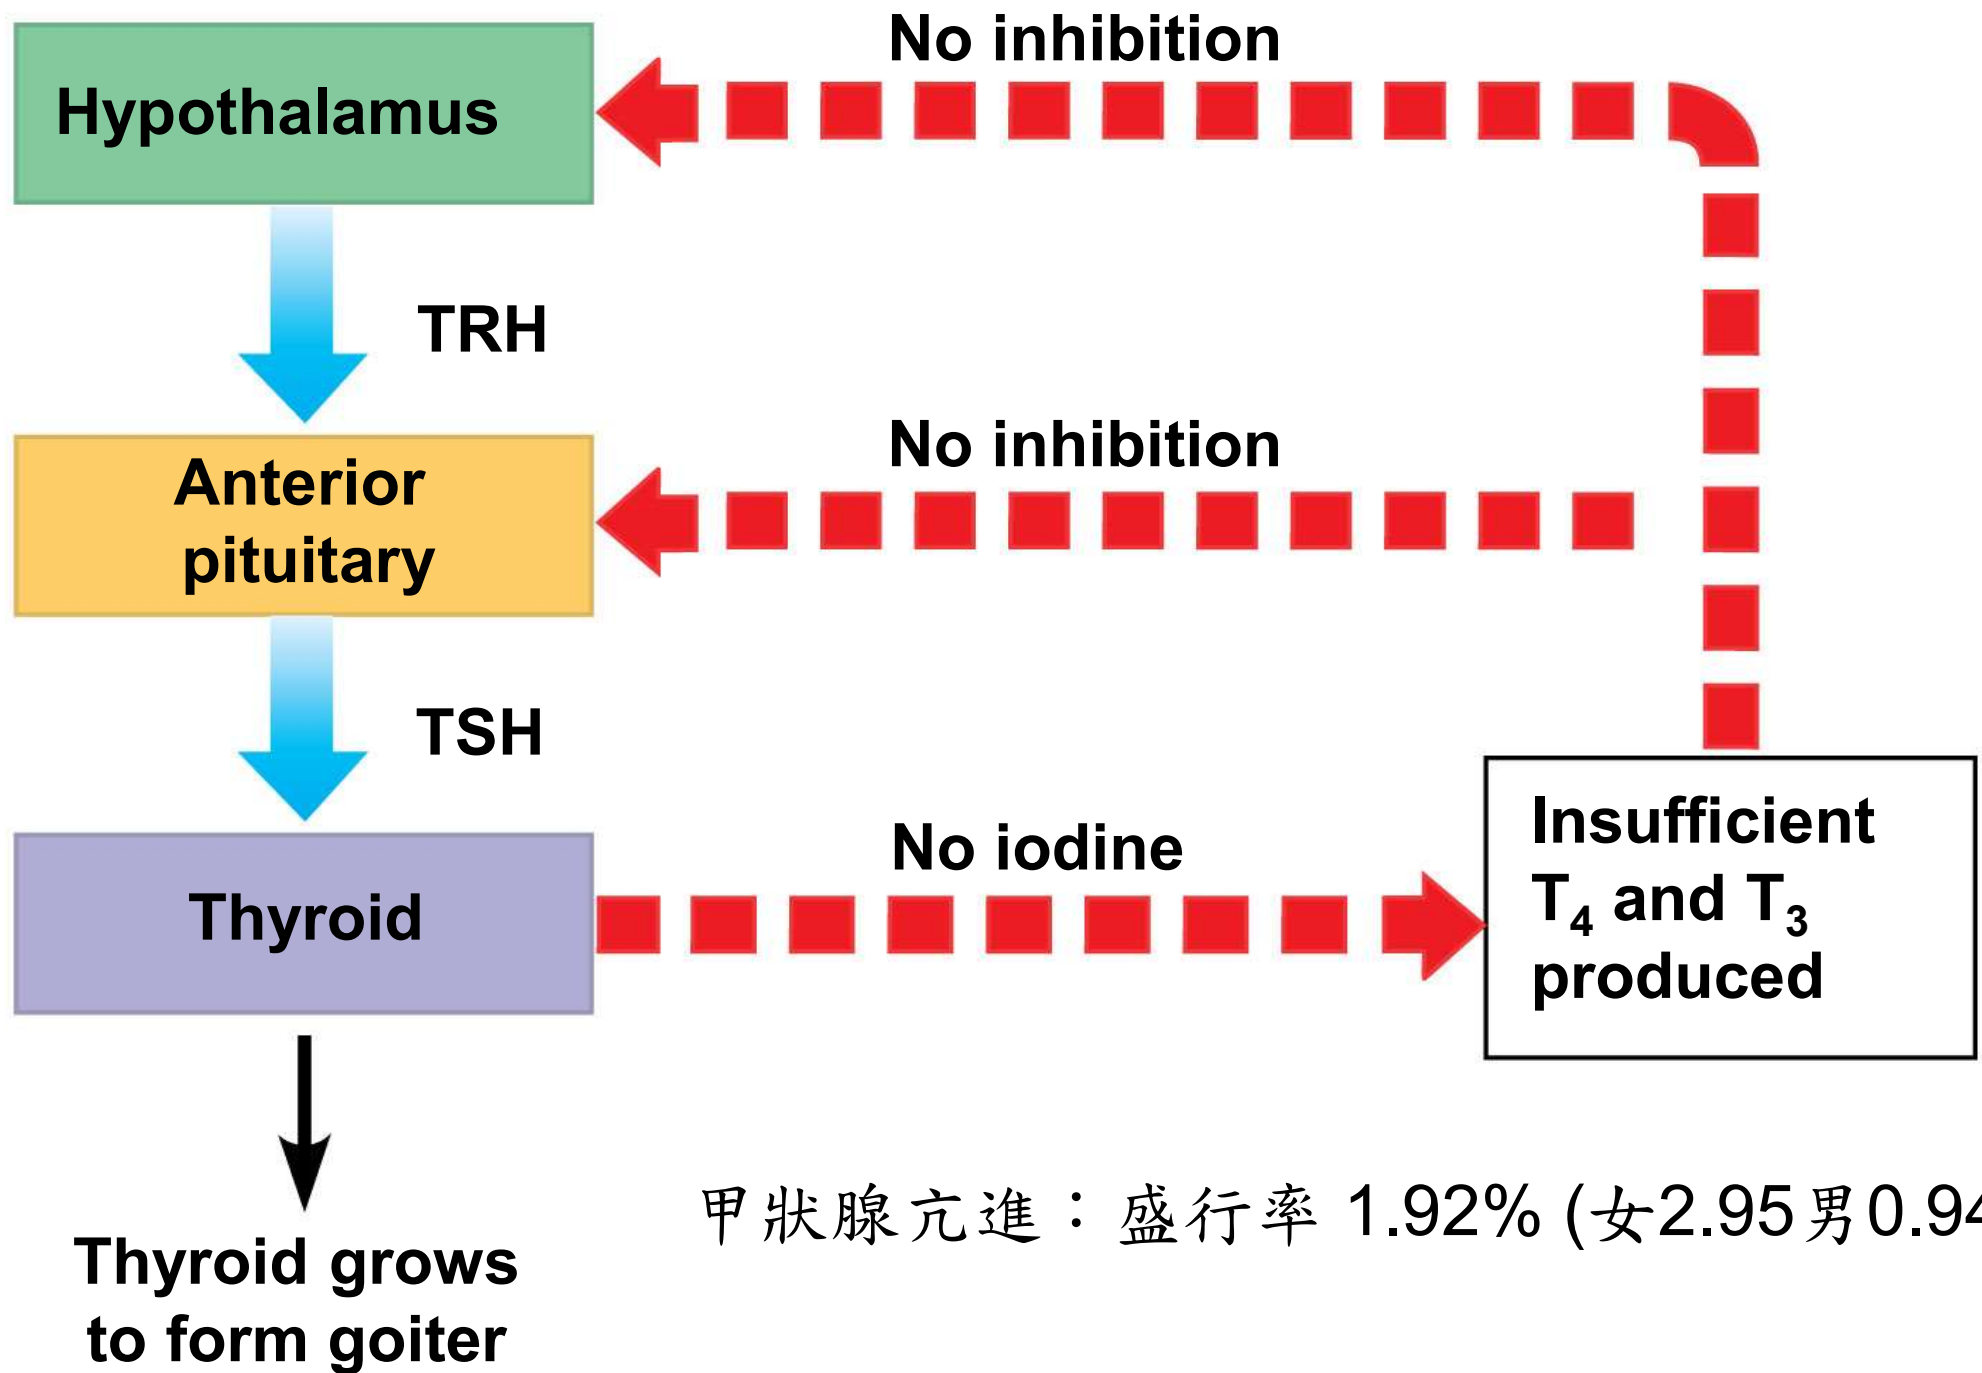 No inhibition
Hypothalamus
TRH
No inhibition
Anterior
pituitary
TSH
No iodine
Thyroid
Insufficient
T₄ and T₃
produced
甲狀腺亢進：盛行率 1.92% (女2.95男0.94
Thyroid grows
to form goiter